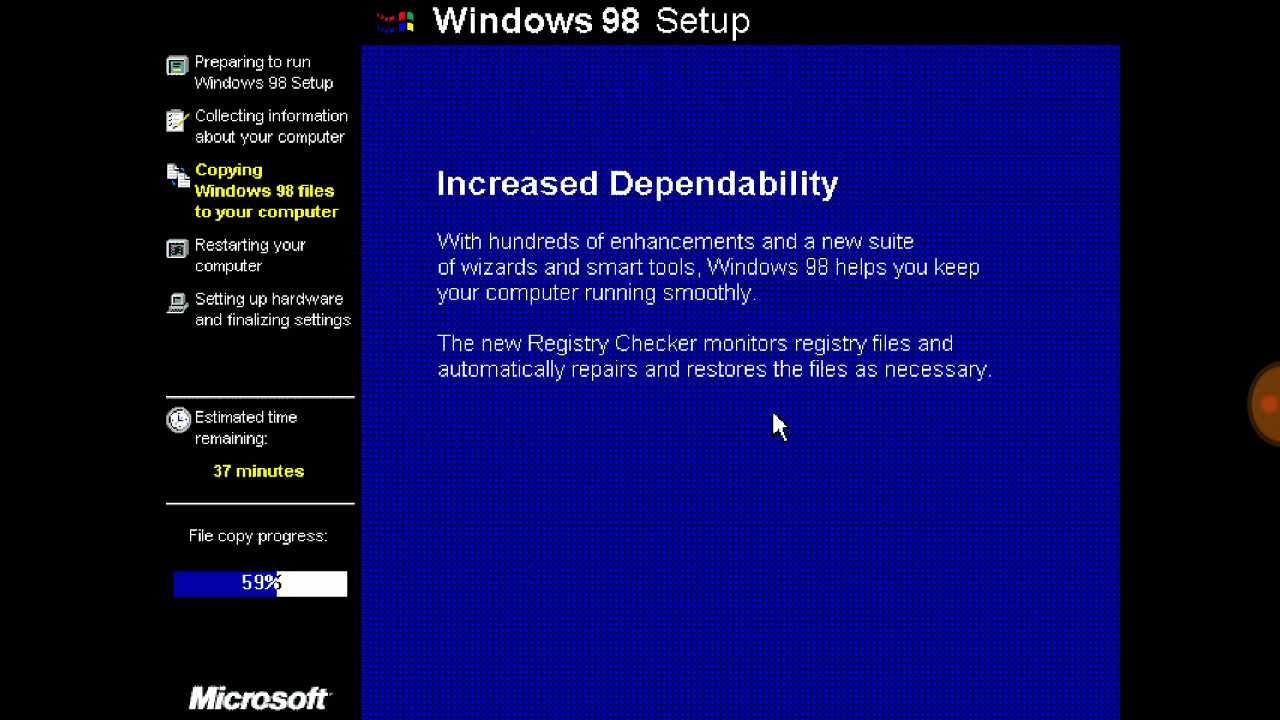 Windows 98 Setup
Preparing to run
Windows 98 Setup
Collecting information
about your computer
Copying
Windows 98 files
to your computer
Restarting your
computer
Setting up hardware
and finalizing settings
Estimated time
remaining:
37 minutes
File copy progress:
59%
Microsoft
Increased Dependability
With hundreds of enhancements and a new suite
of wizards and smart tools, Windows 98 helps you keep
your computer running smoothly.
The new Registry Checker monitors registry files and
automatically repairs and restores the files as necessary.